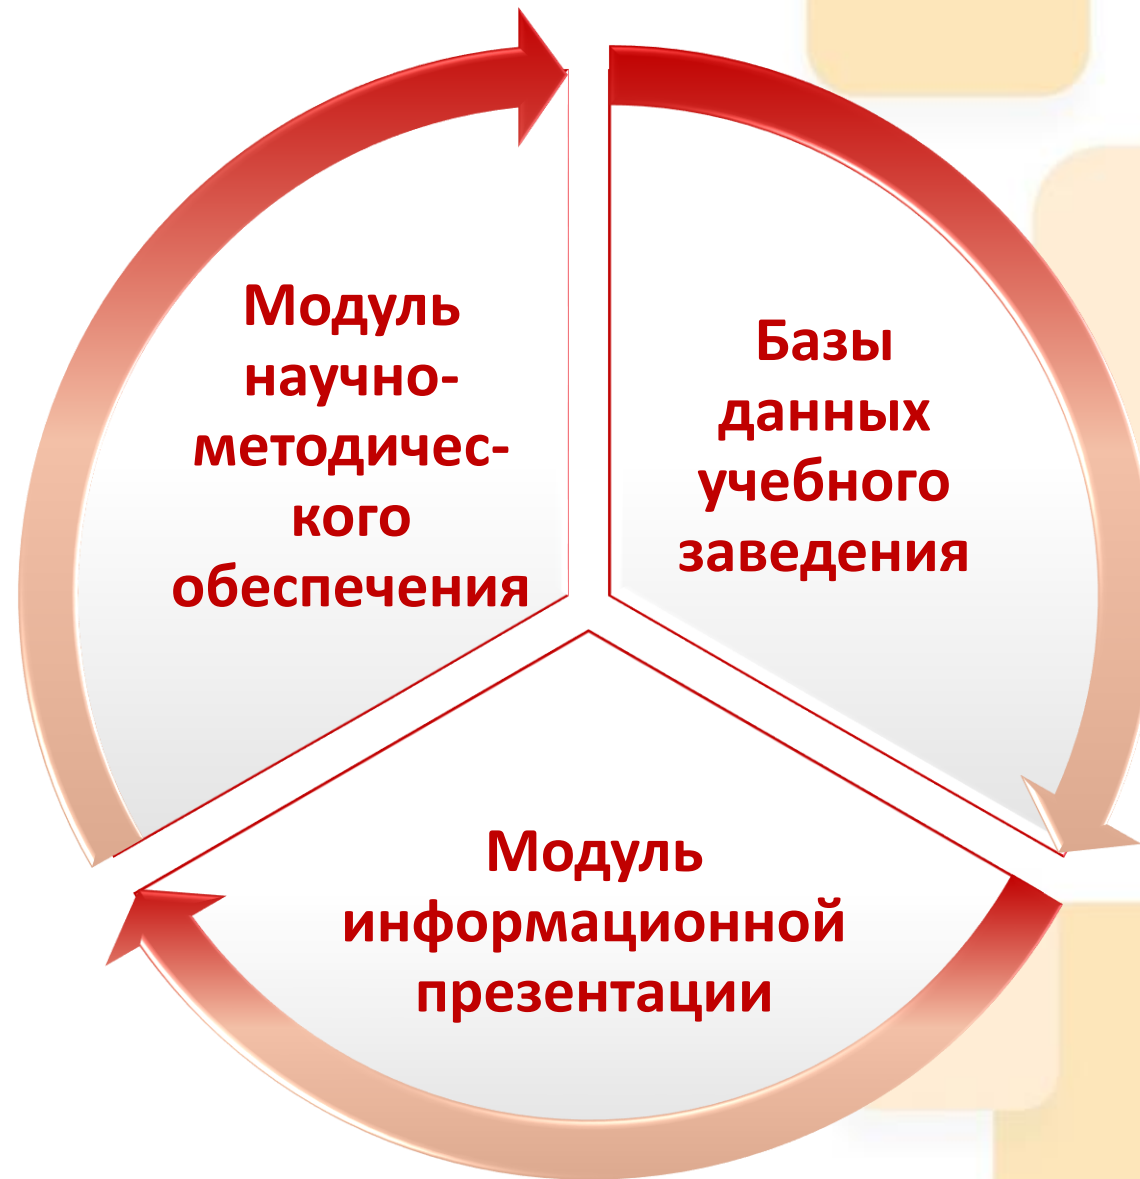 Модуль
научно-
методичес-
кого
обеспечения
Базы
данных
учебного
заведения
Модуль
информационной
презентации